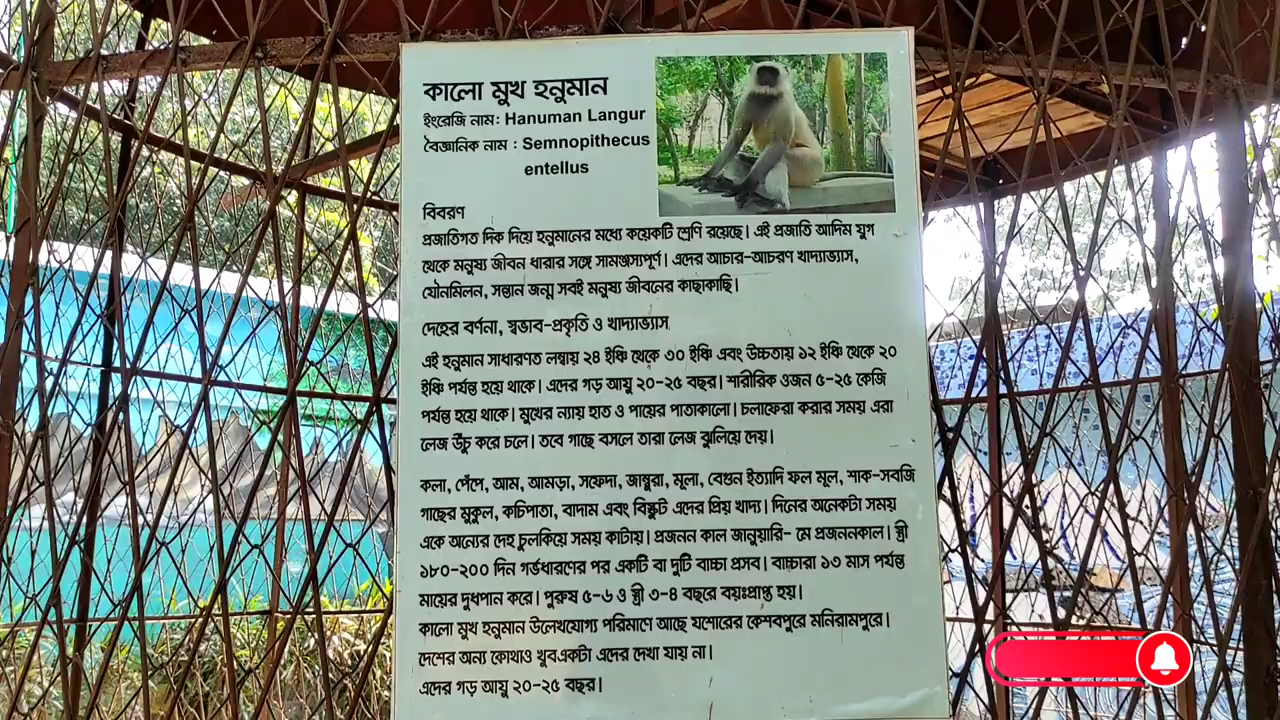 কালো মুখ হনুমান
ইংরেজি নাম: Hanuman Langur
বৈজ্ঞানিক নাম : Semnopithecus
entellus
বিবরণ
প্রজাতিগত দিক দিয়ে হনুমানের মধ্যে কয়েকটি শ্রেণি রয়েছে। এই প্রজাতি আদিম যুগ
থেকে মনুষ্য জীবন ধারার সঙ্গে সামঞ্জস্যপূর্ণ। এদের আচার-আচরণ খাদ্যাভ্যাস,
যৌনমিলন, সন্তান জন্ম সবই মনুষ্য জীবনের কাছাকাছি।
দেহের বর্ণনা, স্বভাব-প্রকৃতি ও খাদ্যাভ্যাস
এই হনুমান সাধারণত লম্বায় ২৪ ইঞ্চি থেকে ৩০ ইঞ্চি এবং উচ্চতায় ১২ ইঞ্চি থেকে ২০
ইঞ্চি পর্যন্ত হয়ে থাকে। এদের গড় আয়ু ২০-২৫ বছর। শারীরিক ওজন ৫-২৫ কেজি
পর্যন্ত হয়ে থাকে। মুখের ন্যায় হাত ও পায়ের পাতাকালো। চলাফেরা করার সময় এরা
লেজ উঁচু করে চলে। তবে গাছে বসলে তারা লেজ ঝুলিয়ে দেয়।
কলা, পেঁপে, আম, আমড়া, সফেদা, জাম্বুরা, মূলা, বেগুন ইত্যাদি ফল মূল, শাক-সবজি
গাছের মুকুল, কচিপাতা, বাদাম এবং বিস্কুট এদের প্রিয় খাদ্য। দিনের অনেকটা সময়
একে অন্যের দেহ চুলকিয়ে সময় কাটায়। প্রজনন কাল জানুয়ারি- মে প্রজননকাল। স্ত্রী
১৮০-২০০ দিন গর্ভধারণের পর একটি বা দুটি বাচ্চা প্রসব। বাচ্চারা ১৩ মাস পর্যন্ত
মায়ের দুধপান করে। পুরুষ ৫-৬ ও স্ত্রী ৩-৪ বছরে বয়ঃপ্রাপ্ত হয়।
কালো মুখ হনুমান উলেখযোগ্য পরিমাণে আছে যশোরের কেশবপুরে মনিরামপুরে।
দেশের অন্য কোথাও খুবএকটা এদের দেখা যায় না।
এদের গড় আয়ু ২০-২৫ বছর।